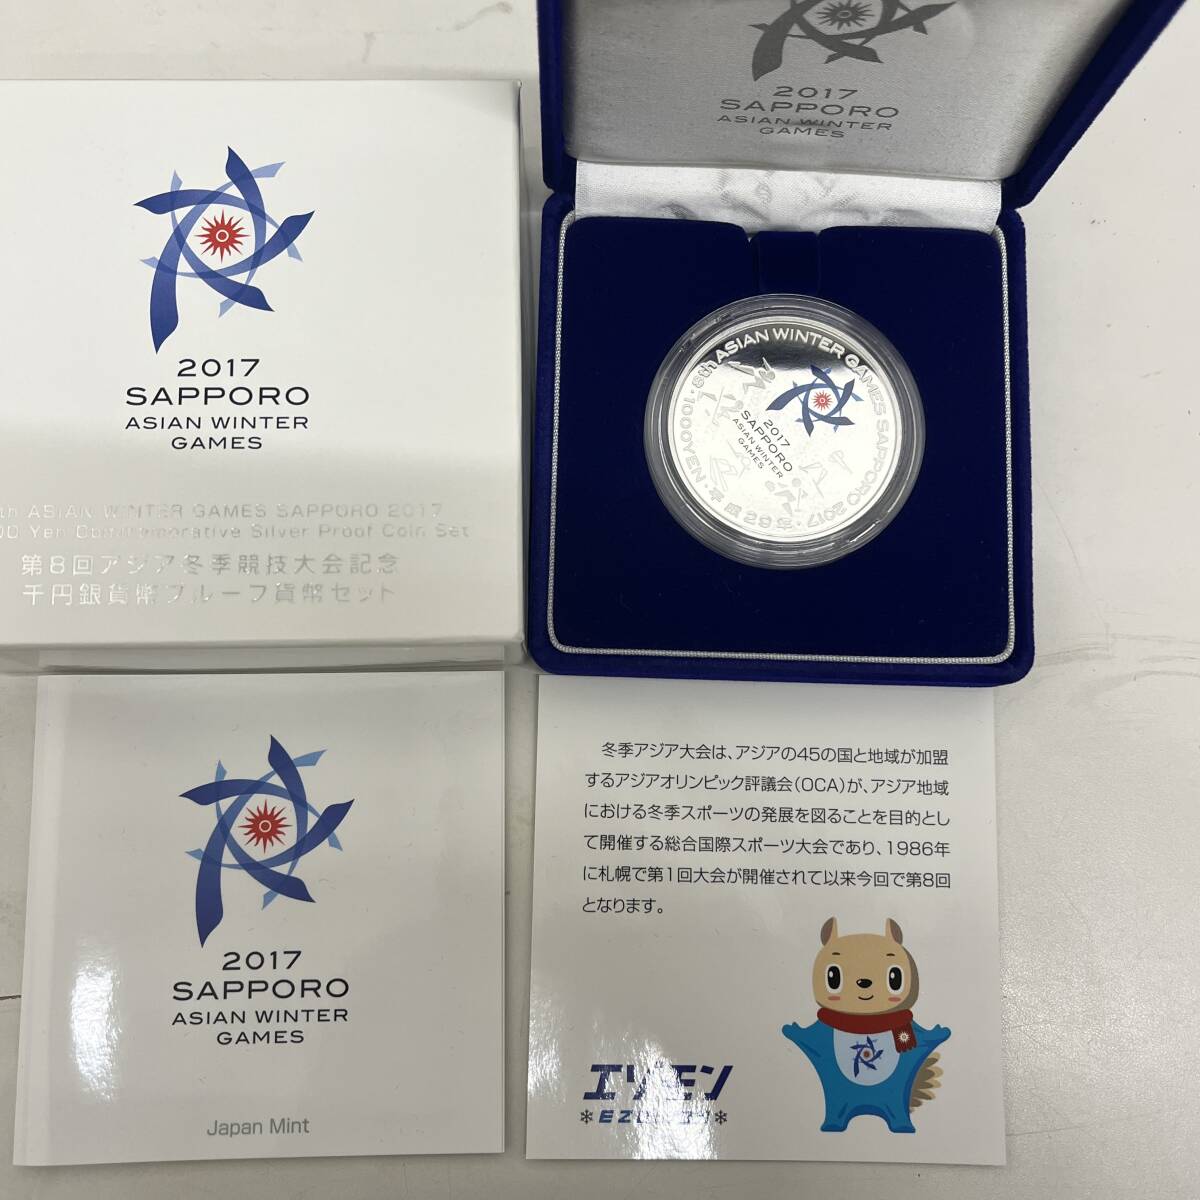 2017
SAPPORO
ASIAN WINTER
GAMES
th ASIAN WINTER GAMES SAPPORO 2017
00 Yen Commemorative Silver Proof Coin Set
第8回アジア冬季競技大会記念
千円銀貨幣プルーフ貨幣セット
2017
SAPPORO
ASIAN WINTER
GAMES
8th ASIAN WINTER GAMES SAPPORO
2017
SAPPORO
ASIAN WINTER
GAMES
1000YEN・平成29年・2017
2017
SAPPORO
ASIAN WINTER
GAMES
Japan Mint
冬季アジア大会は、アジアの45の国と地域が加盟
するアジアオリンピック評議会(OCA)が、アジア地域
における冬季スポーツの発展を図ることを目的とし
て開催する総合国際スポーツ大会であり、1986年
に札幌で第1回大会が開催されて以来今回で第8回
となります。
エゾモン